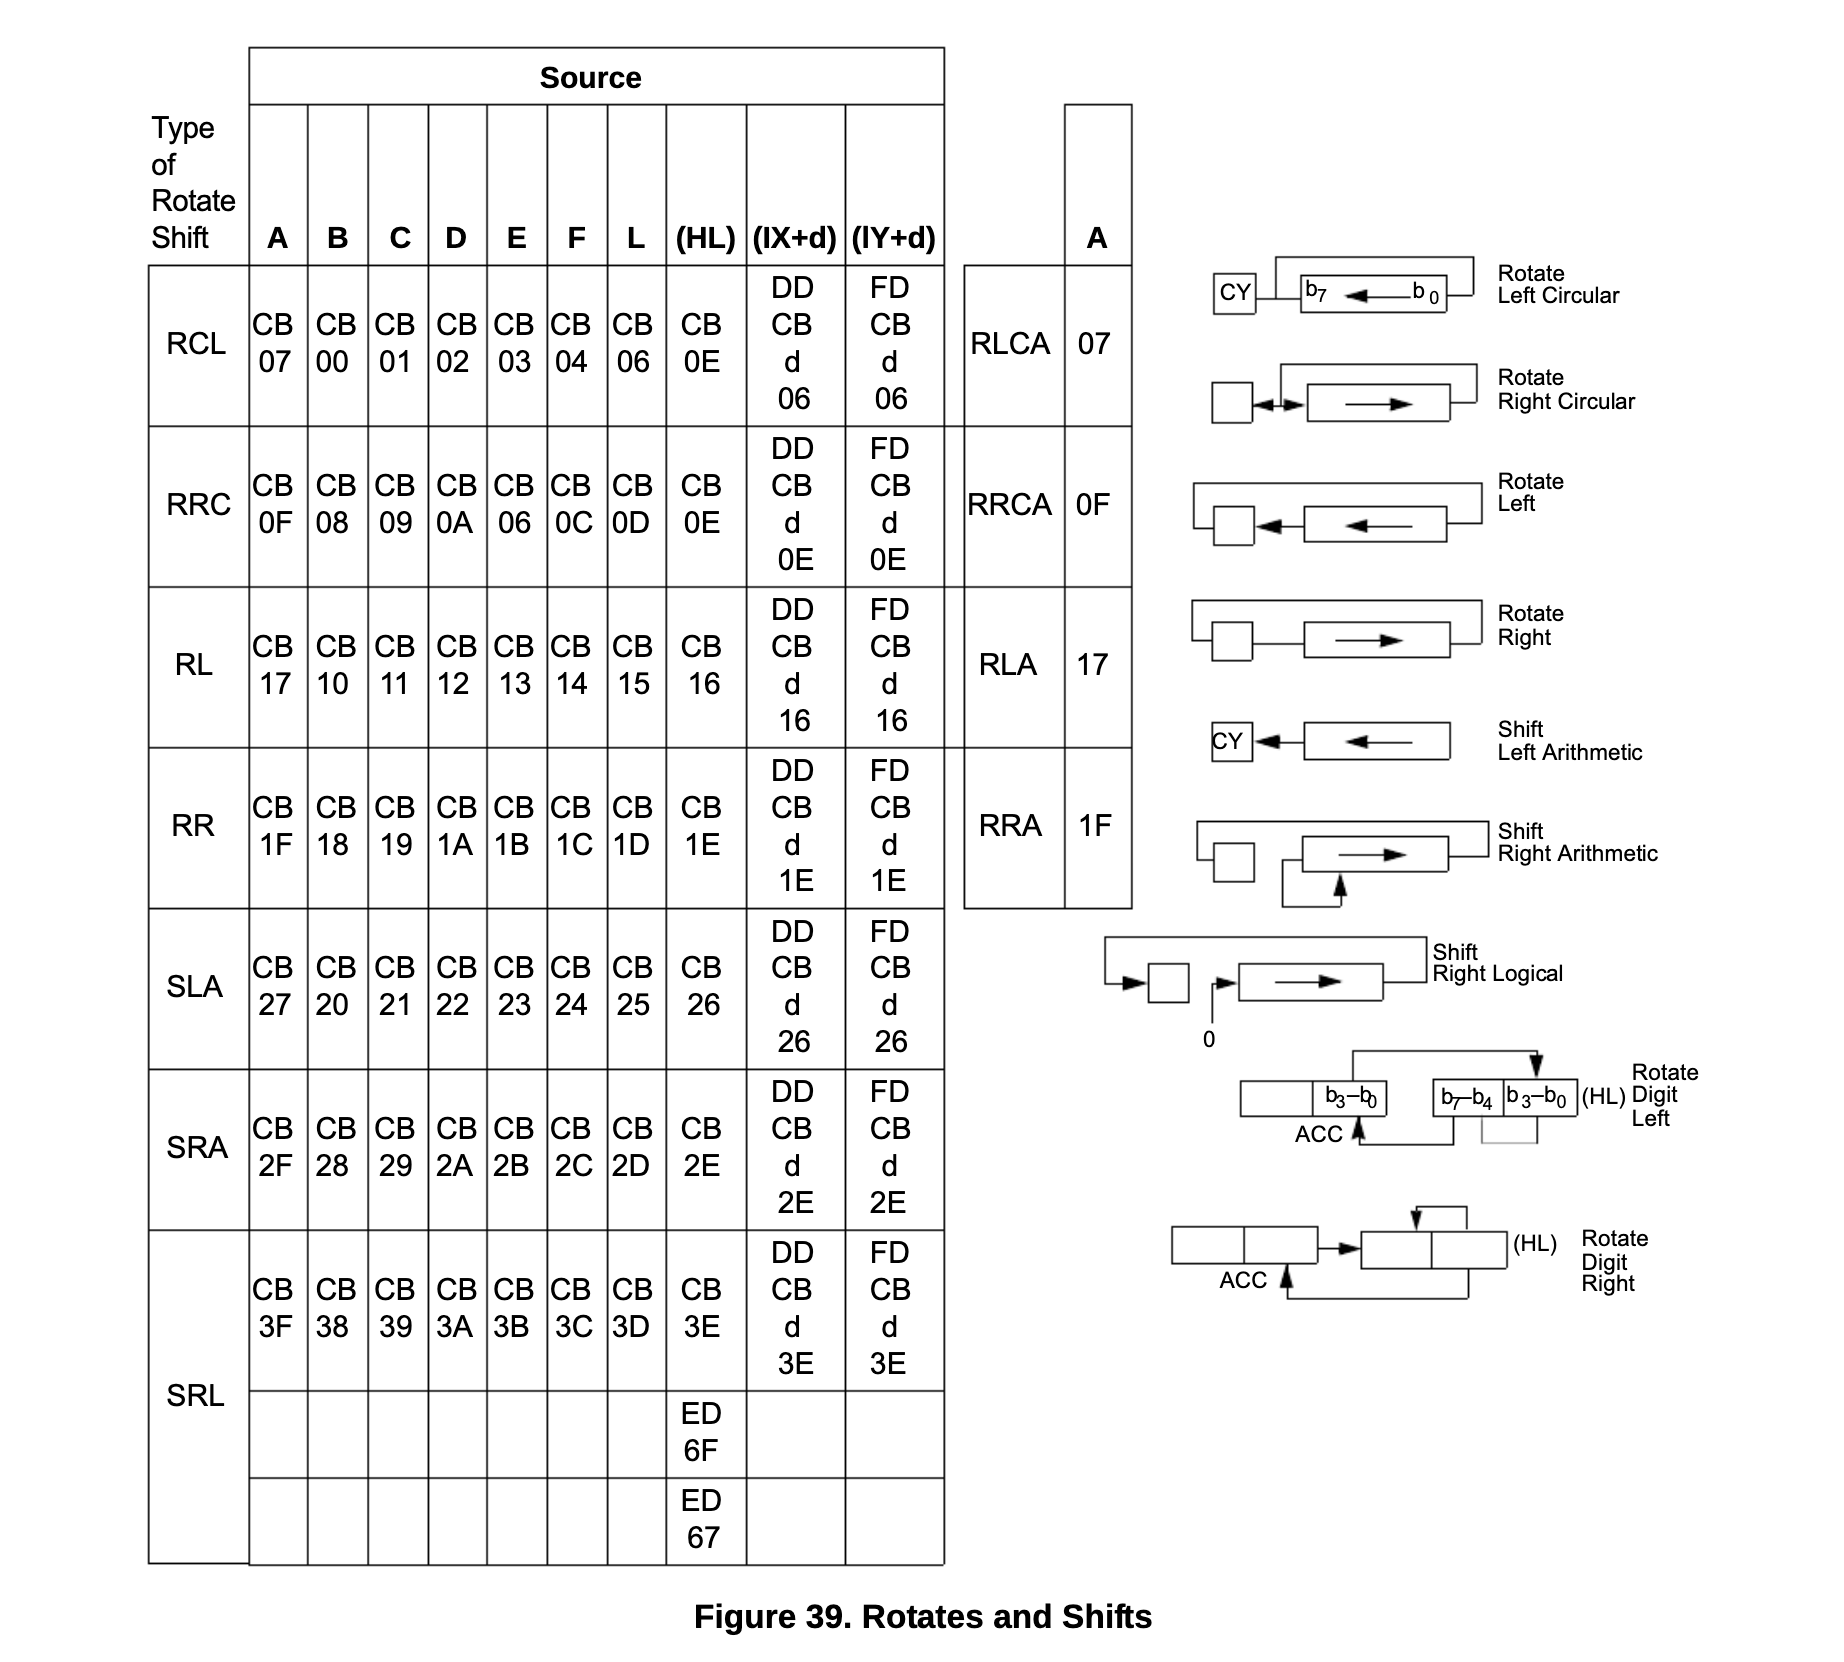 Source
Type
of
Rotate
Shift A B C D E F L (HL) (IX+d) (IY+d) A
DD FD
CB CB CB CB CB CB CB CB CB CB
RCL 07 00 01 02 03 04 06 0E d d RLCA 07
06 06
DD FD
CB CB CB CB CB CB CB CB CB CB
RRC 0F 08 09 0A 06 0C 0D 0E d d RRCA 0F
0E 0E
DD FD
CB CB CB CB CB CB CB CB CB CB
RL 17 10 11 12 13 14 15 16 d d RLA 17
16 16
DD FD
CB CB CB CB CB CB CB CB CB CB
RR 1F 18 19 1A 1B 1C 1D 1E d d RRA 1F
1E 1E
DD FD
CB CB CB CB CB CB CB CB CB CB
SLA 27 20 21 22 23 24 25 26 d d
26 26
DD FD
CB CB CB CB CB CB CB CB CB CB
SRA 2F 28 29 2A 2B 2C 2D 2E d d
2E 2E
DD FD
CB CB CB CB CB CB CB CB CB CB
3F 38 39 3A 3B 3C 3D 3E d d
3E 3E
SRL
ED
6F
ED
67
CY b7 b0 Rotate
Left Circular
Rotate
Right Circular
Rotate
Left
Rotate
Right
CY Shift
Left Arithmetic
Shift
Right Arithmetic
Shift
Right Logical
0
b3–b0 b7–b4 b3–b0 (HL) Rotate
Digit
Left
ACC
(HL) Rotate
Digit
Right
ACC
Figure 39. Rotates and Shifts